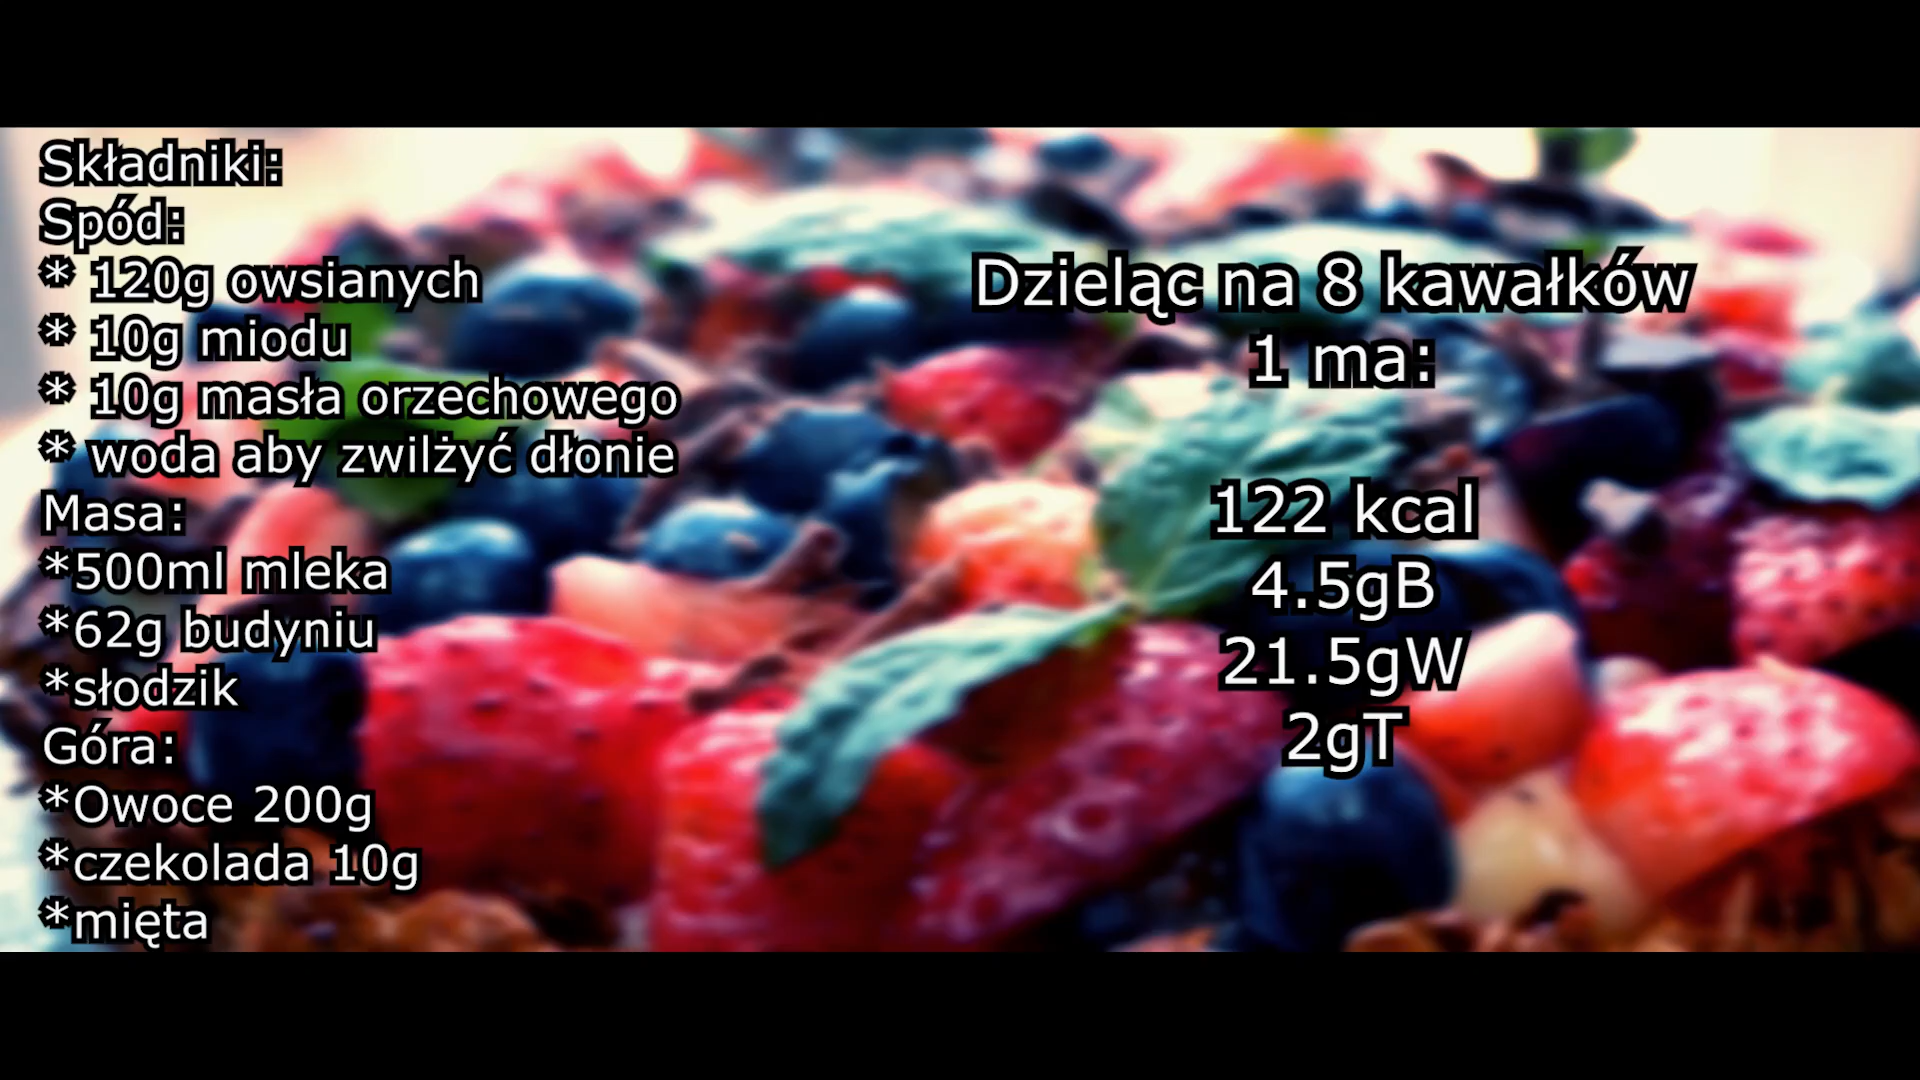 Składniki:
Spód:
* 120g owsianych
* 10g miodu
* 10g masła orzechowego
* woda aby zwilżyć dłonie
Masa:
*500ml mleka
*62g budyniu
*słodzik
Góra:
*Owoce 200g
*czekolada 10g
*mięta
Dzieląc na 8 kawałków
1 ma:
122 kcal
4.5gB
21.5gW
2gT